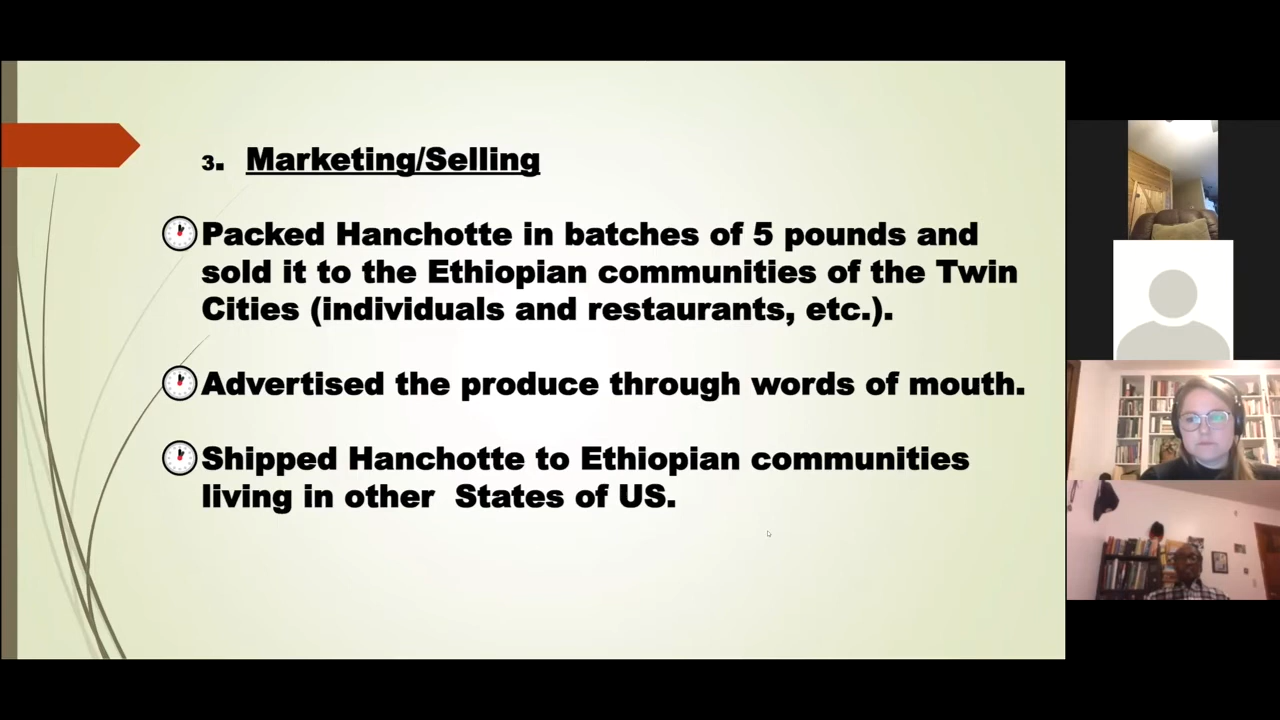 3. Marketing/Selling
Packed Hanchotte in batches of 5 pounds and
sold it to the Ethiopian communities of the Twin
Cities (individuals and restaurants, etc.).
Advertised the produce through words of mouth.
Shipped Hanchotte to Ethiopian communities
living in other  States of US.